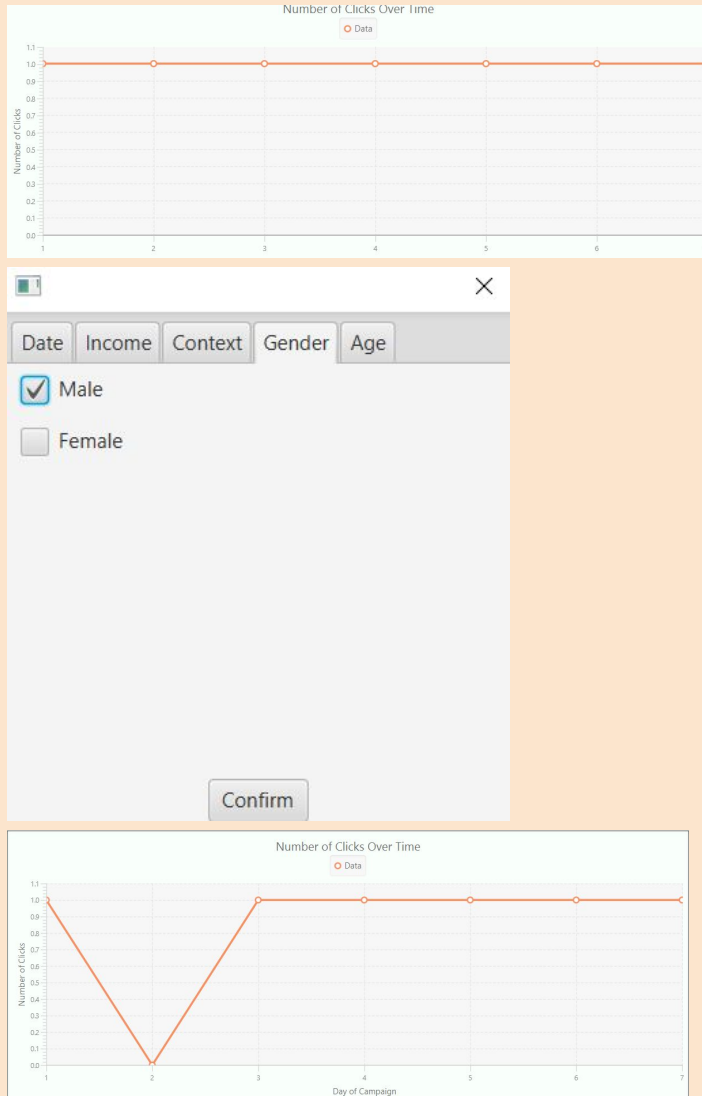 Number of Clicks Over Time
Data
Number of Clicks
1.1
1.0
0.9
0.8
0.7
0.6
0.5
0.4
0.3
0.2
0.1
0.0
1 2 3 4 5 6
Date Income Context Gender Age
Male
Female
Confirm
Number of Clicks Over Time
Data
Number of Clicks
1.1
1.0
0.9
0.8
0.7
0.6
0.5
0.4
0.3
0.2
0.1
0.0
1 2 3 4 5 6 7
Day of Campaign